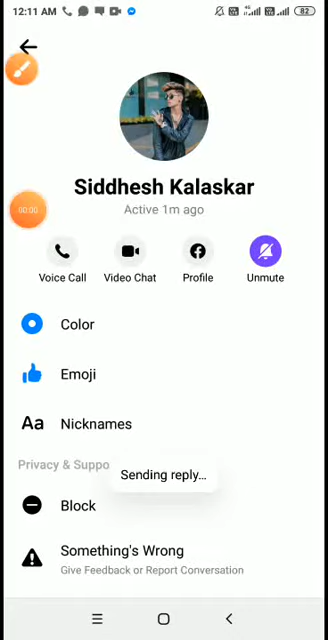 12:11 AM
82
Siddhesh Kalaskar
Active 1m ago
00:00
Voice Call Video Chat Profile Unmute
Color
Emoji
Aa Nicknames
Privacy & Suppo
Sending reply...
Block
Something's Wrong
Give Feedback or Report Conversation